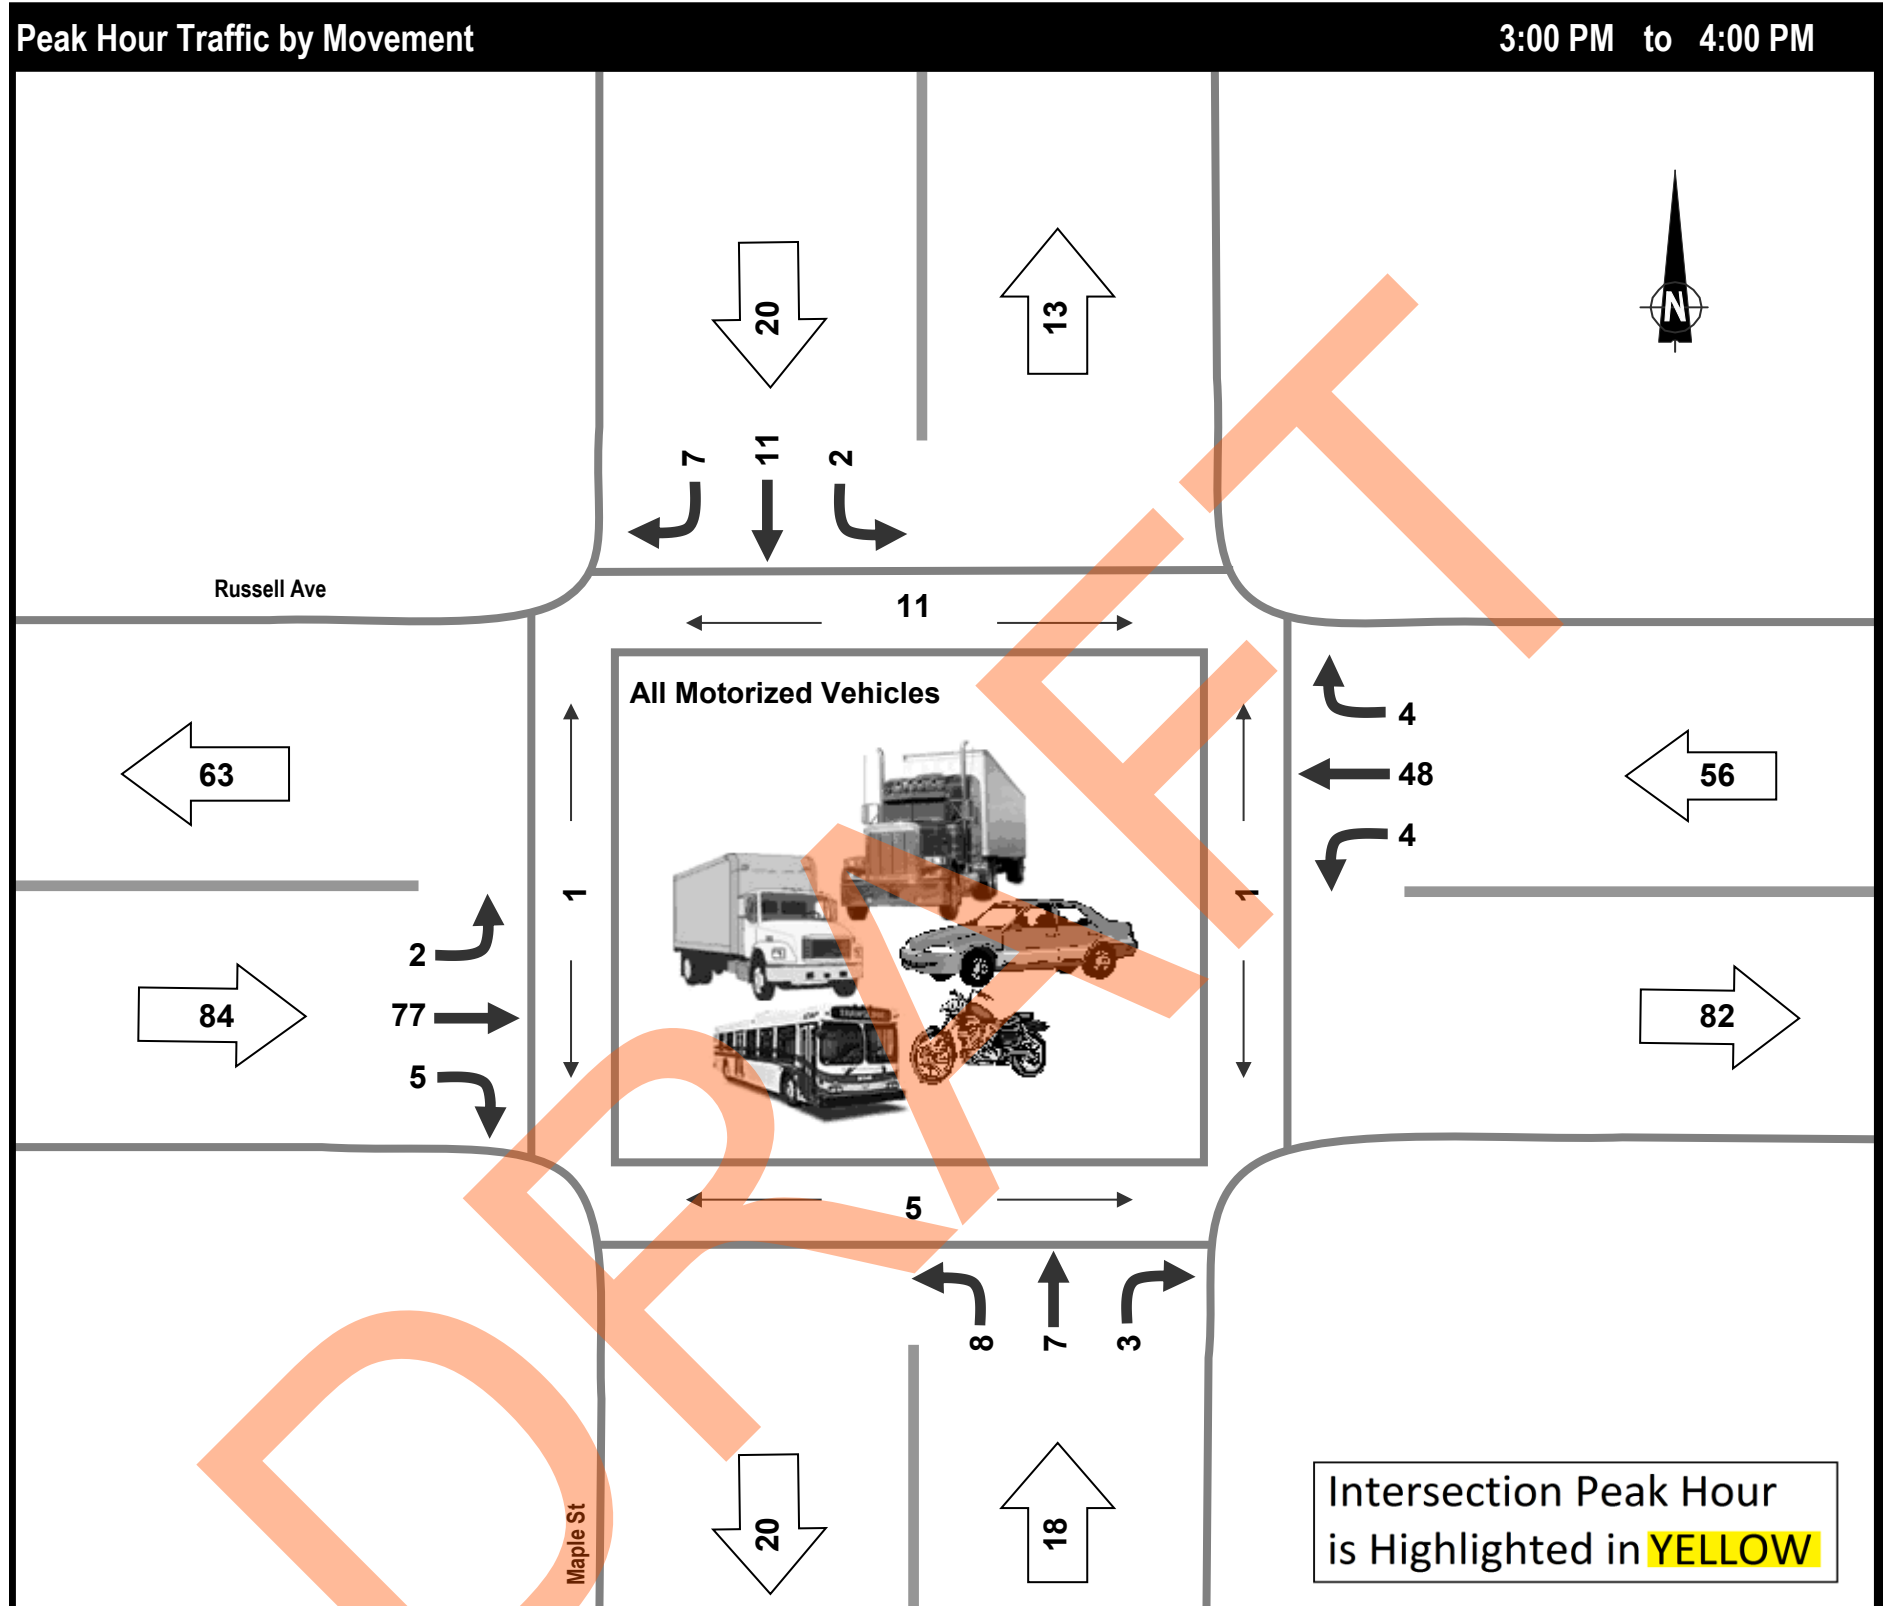 Peak Hour Traffic by Movement 3:00 PM to 4:00 PM
20
13
N
7 11 2
Russell Ave
11
All Motorized Vehicles
4
63
48
56
4
1
1
2
84
77
82
5
5
8 7 3
Maple St
20
18
Intersection Peak Hour
is Highlighted in YELLOW
DRAFT